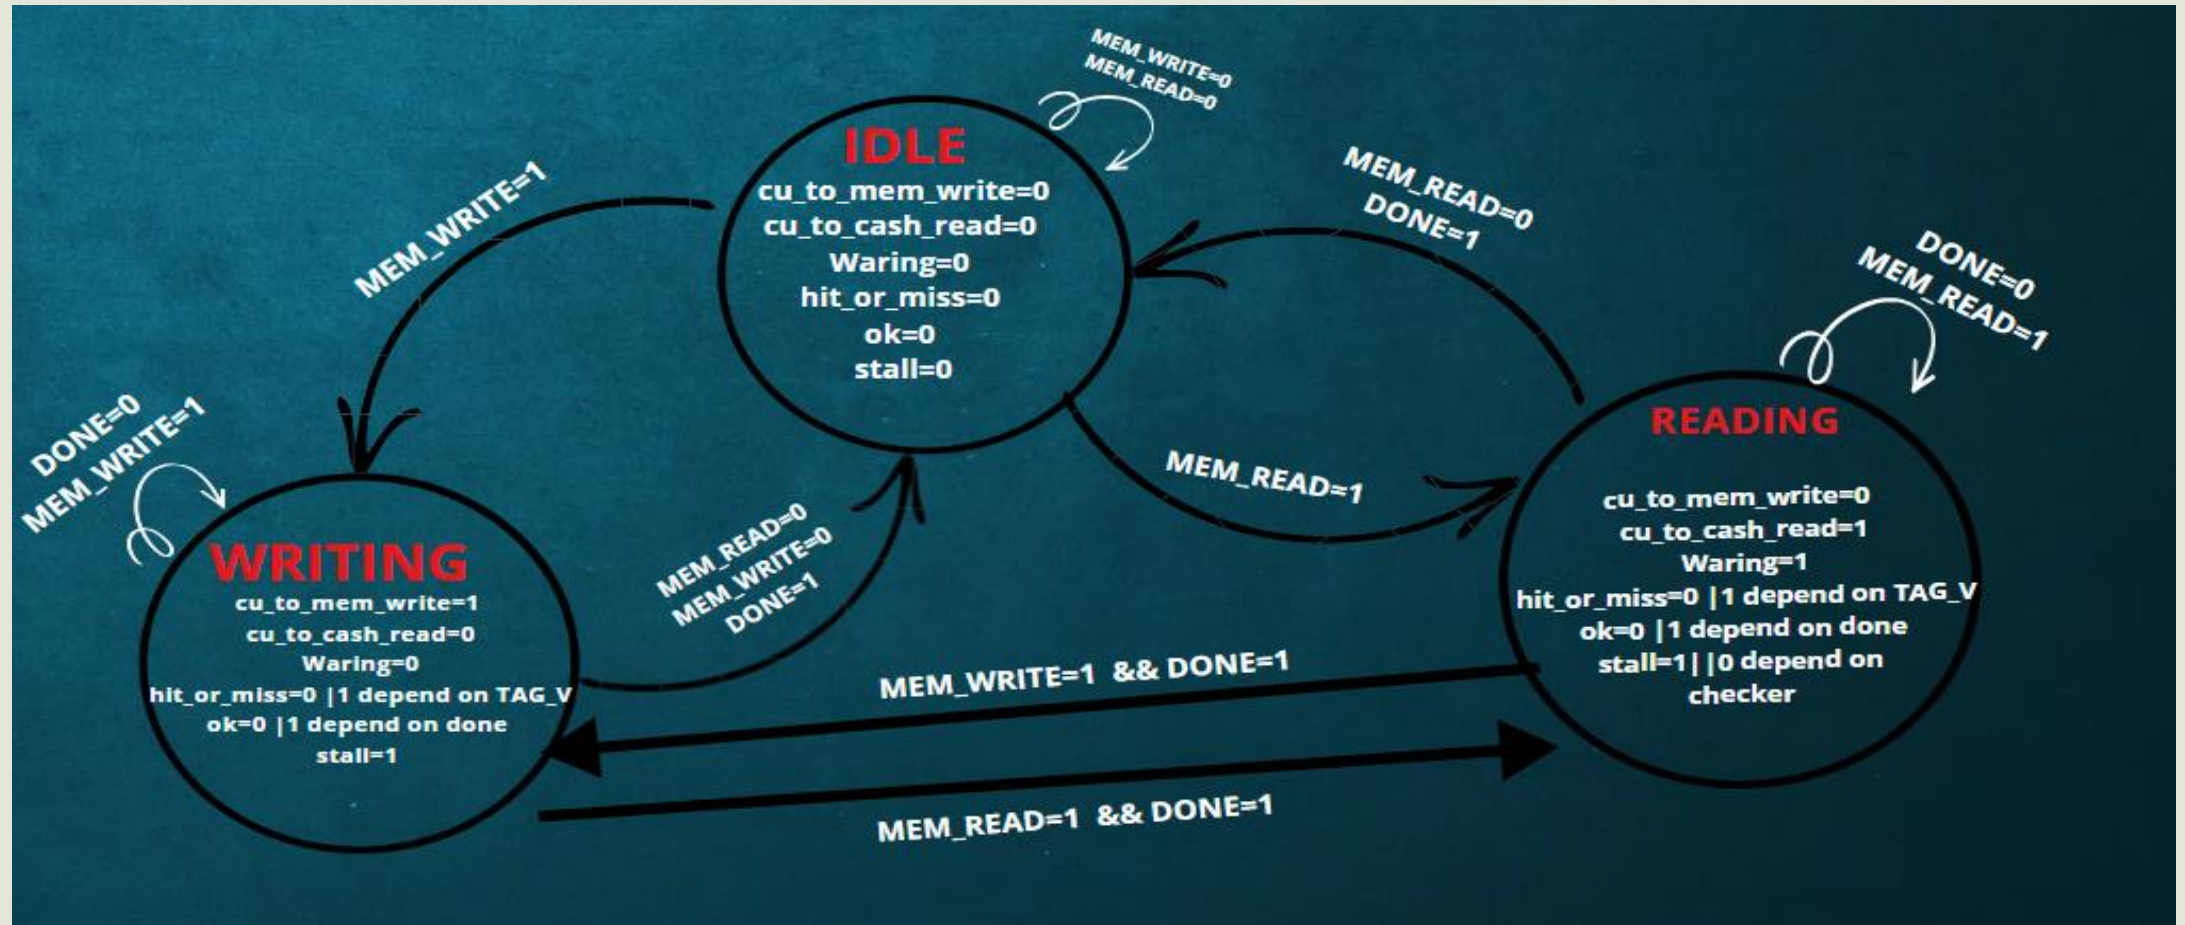 MEM_WRITE=0
MEM_READ=0
IDLE
cu_to_mem_write=0
cu_to_cash_read=0
Waring=0
hit_or_miss=0
ok=0
stall=0
MEM_WRITE=1
MEM_READ=0
DONE=1
DONE=0
MEM_READ=1
DONE=0
MEM_WRITE=1
MEM_READ=1
READING
cu_to_mem_write=0
cu_to_cash_read=1
Waring=1
hit_or_miss=0 |1 depend on TAG_V
ok=0 |1 depend on done
stall=1||0 depend on
checker
WRITING
cu_to_mem_write=1
cu_to_cash_read=0
Waring=0
hit_or_miss=0 |1 depend on TAG_V
ok=0 |1 depend on done
stall=1
MEM_READ=0
MEM_WRITE=0
DONE=1
MEM_WRITE=1 && DONE=1
MEM_READ=1 && DONE=1